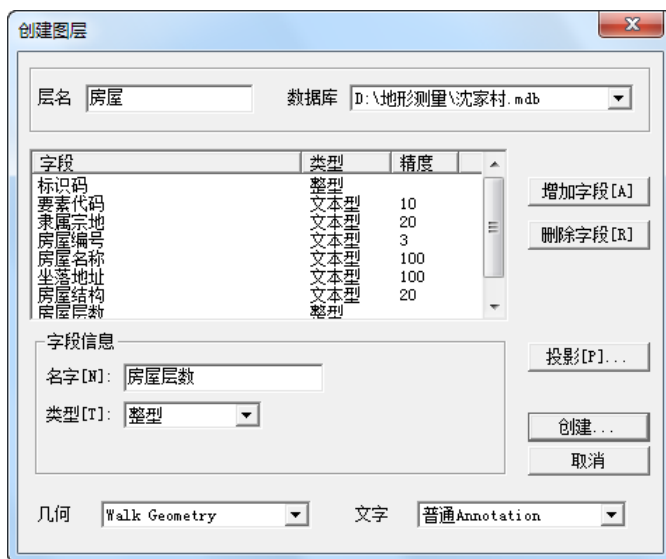 创建图层
层名 房屋 数据库 D:\地形测量\沈家村.mdb
字段 类型 精度
标识码 整型
要素代码 文本型 10
隶属宗地 文本型 20
房屋编号 文本型 3
房屋名称 文本型 100
坐落地址 文本型 100
房屋结构 文本型 20
房屋层数 整型
增加字段[A]
删除字段[R]
字段信息
名字[N]: 房屋层数
类型[T]: 整型
投影[P]...
创建...
取消
几何 Walk Geometry 文字 普通Annotation